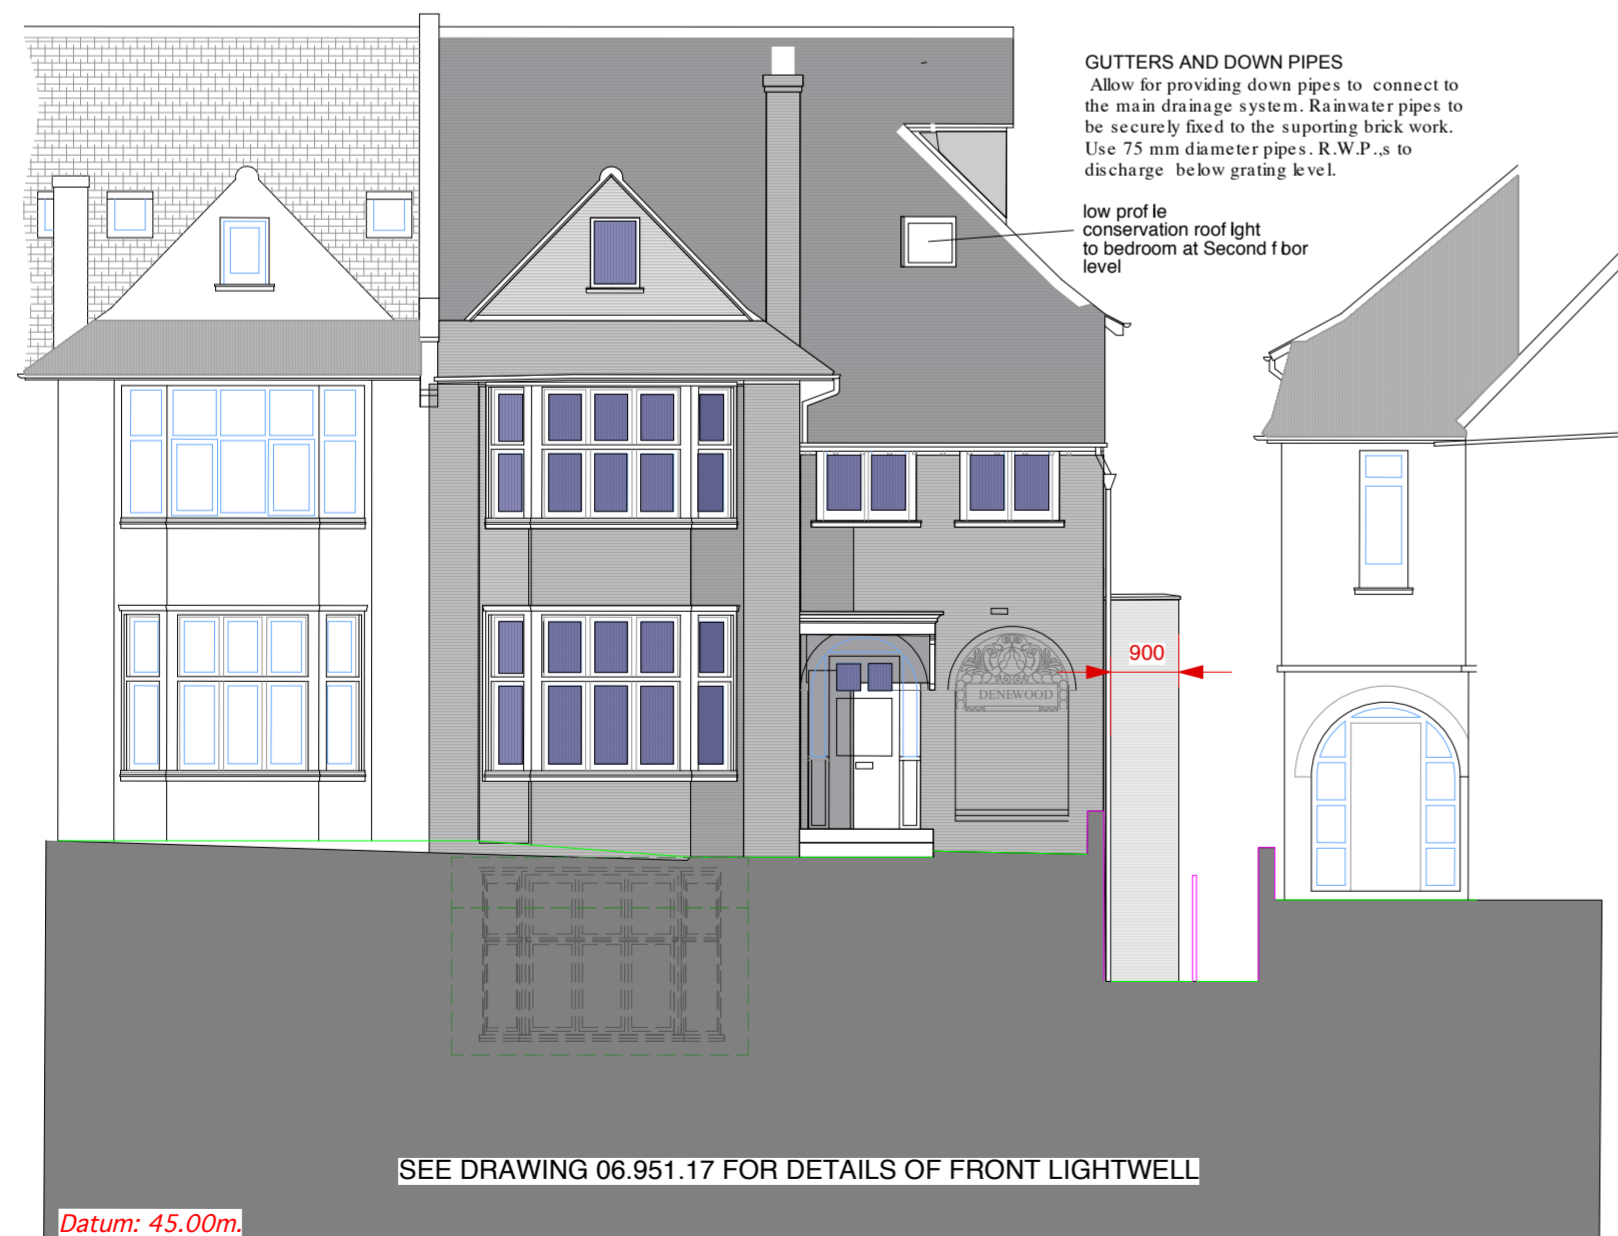 GUTTERS AND DOWN PIPES
Allow for providing down pipes to connect to
the main drainage system. Rainwater pipes to
be securely fixed to the suporting brick work.
Use 75 mm diameter pipes. R.W.P.,s to
discharge below grating level.
low profile
conservation roof lght
to bedroom at Second floor
level
900
DENEWOOD
SEE DRAWING 06.951.17 FOR DETAILS OF FRONT LIGHTWELL
Datum: 45.00m.